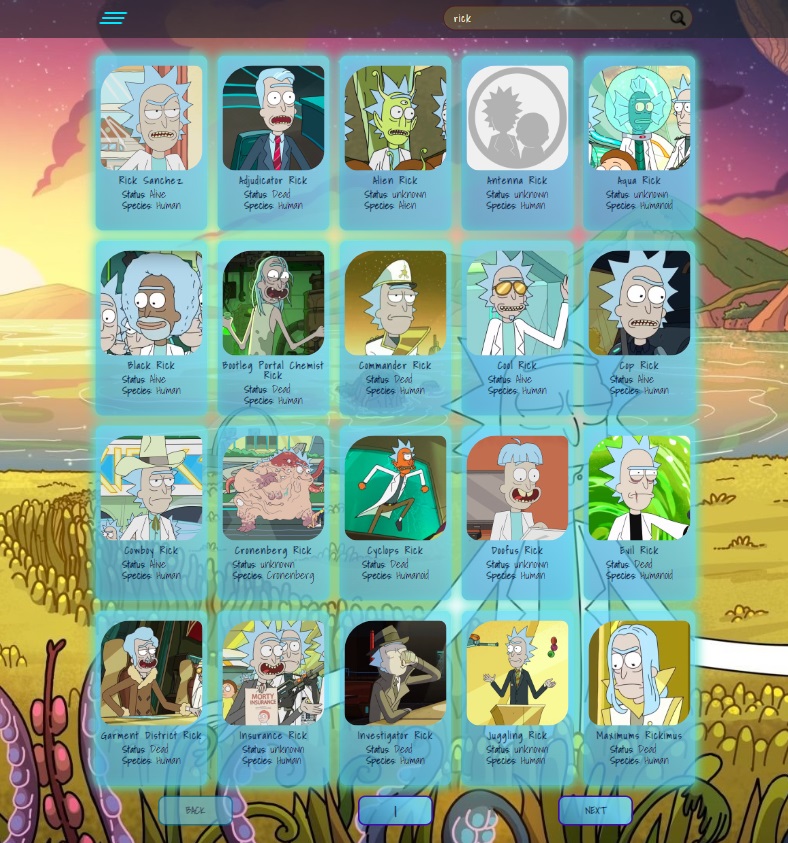 rick
Rick Sanchez
Status: Alive
Species: Human
Adjudicator Rick
Status: Dead
Species: Human
Alien Rick
Status: unknown
Species: Alien
Antenna Rick
Status: unknown
Species: Human
Aqua Rick
Status: unknown
Species: Humanoid
Black Rick
Status: Alive
Species: Human
Bootleg Portal Chemist
Rick
Status: Dead
Species: Human
Commander Rick
Status: Dead
Species: Human
Cool Rick
Status: Alive
Species: Human
Cop Rick
Status: Alive
Species: Human
Cowboy Rick
Status: Alive
Species: Human
Cronenberg Rick
Status: unknown
Species: Cronenberg
Cyclops Rick
Status: Dead
Species: Humanoid
Doofus Rick
Status: unknown
Species: Human
Evil Rick
Status: Dead
Species: Humanoid
MORTY
INSURANCE
Garment District Rick
Status: Dead
Species: Human
Insurance Rick
Status: unknown
Species: Human
Investigator Rick
Status: Dead
Species: Human
Juggling Rick
Status: unknown
Species: Human
Maximums Rickimus
Status: Dead
Species: Human
BACK
1
NEXT